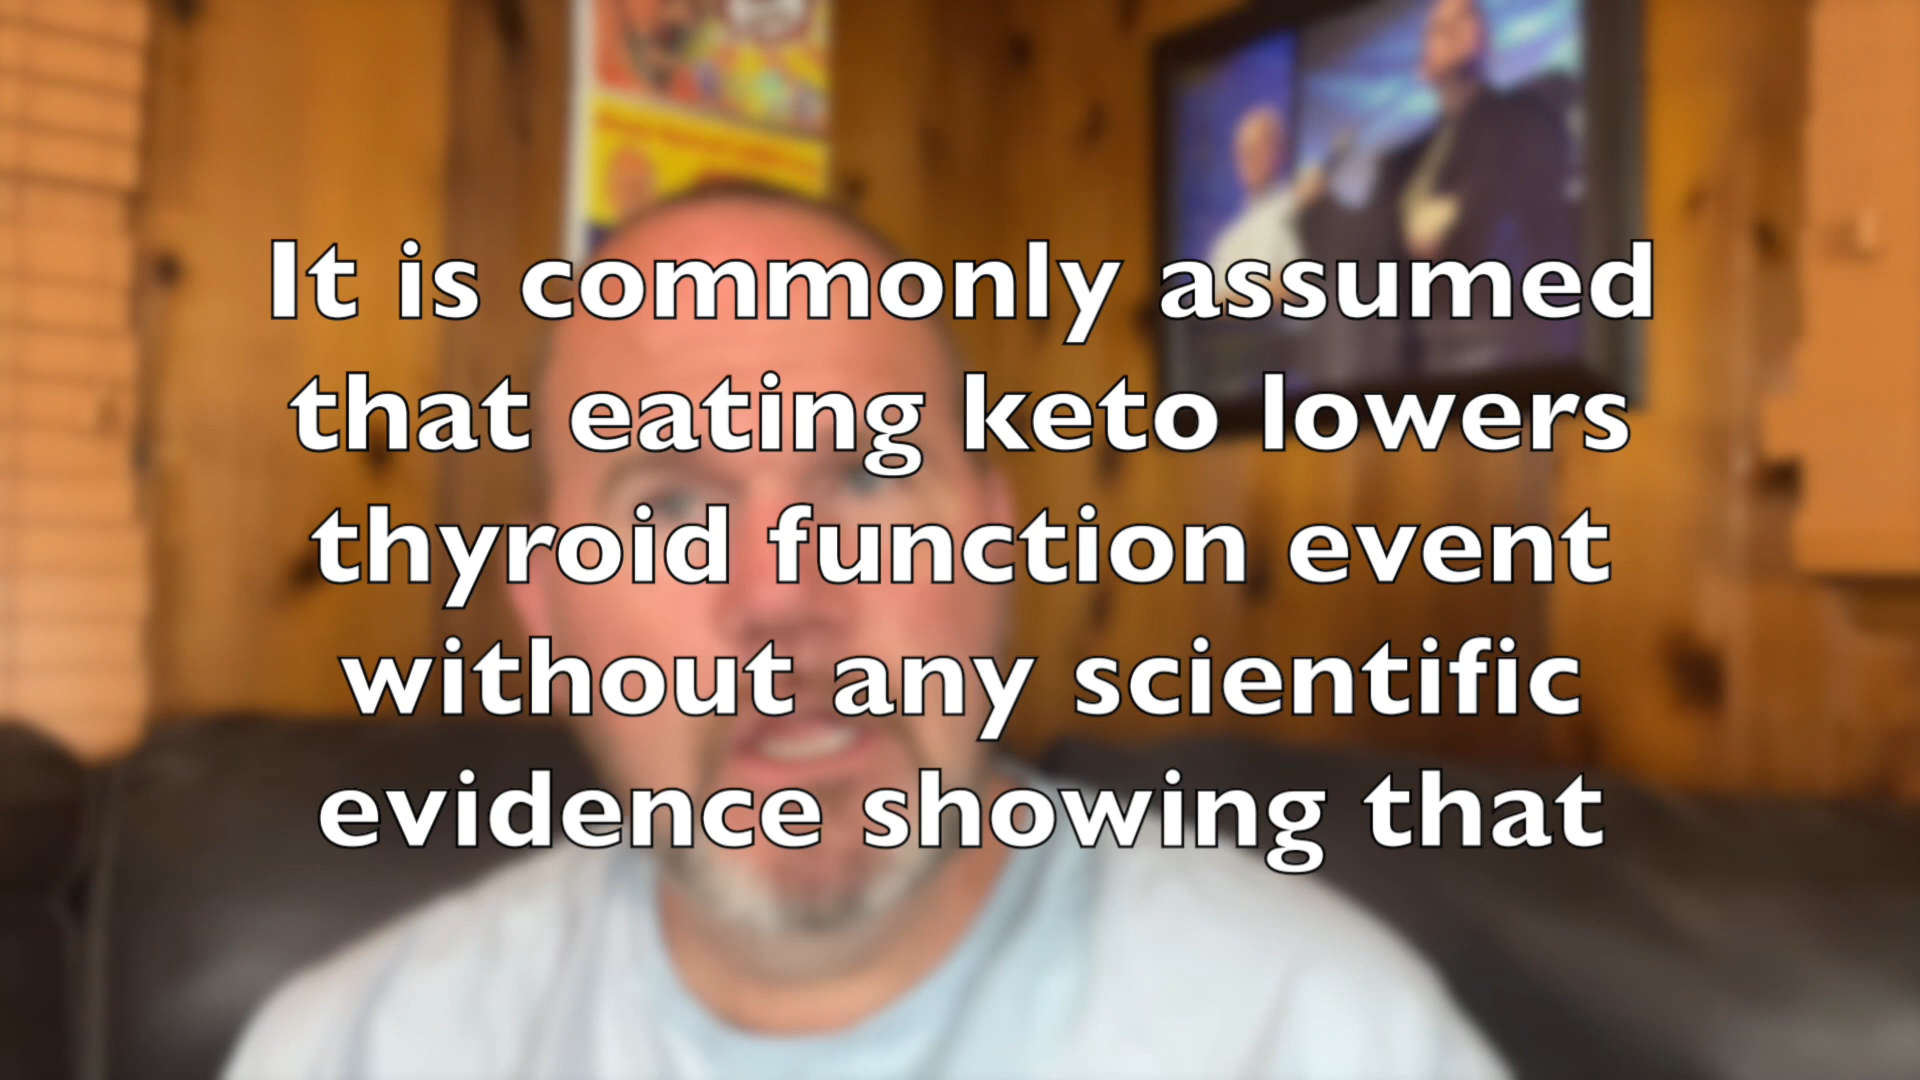 It is commonly assumed
that eating keto lowers
thyroid function event
without any scientific
evidence showing that